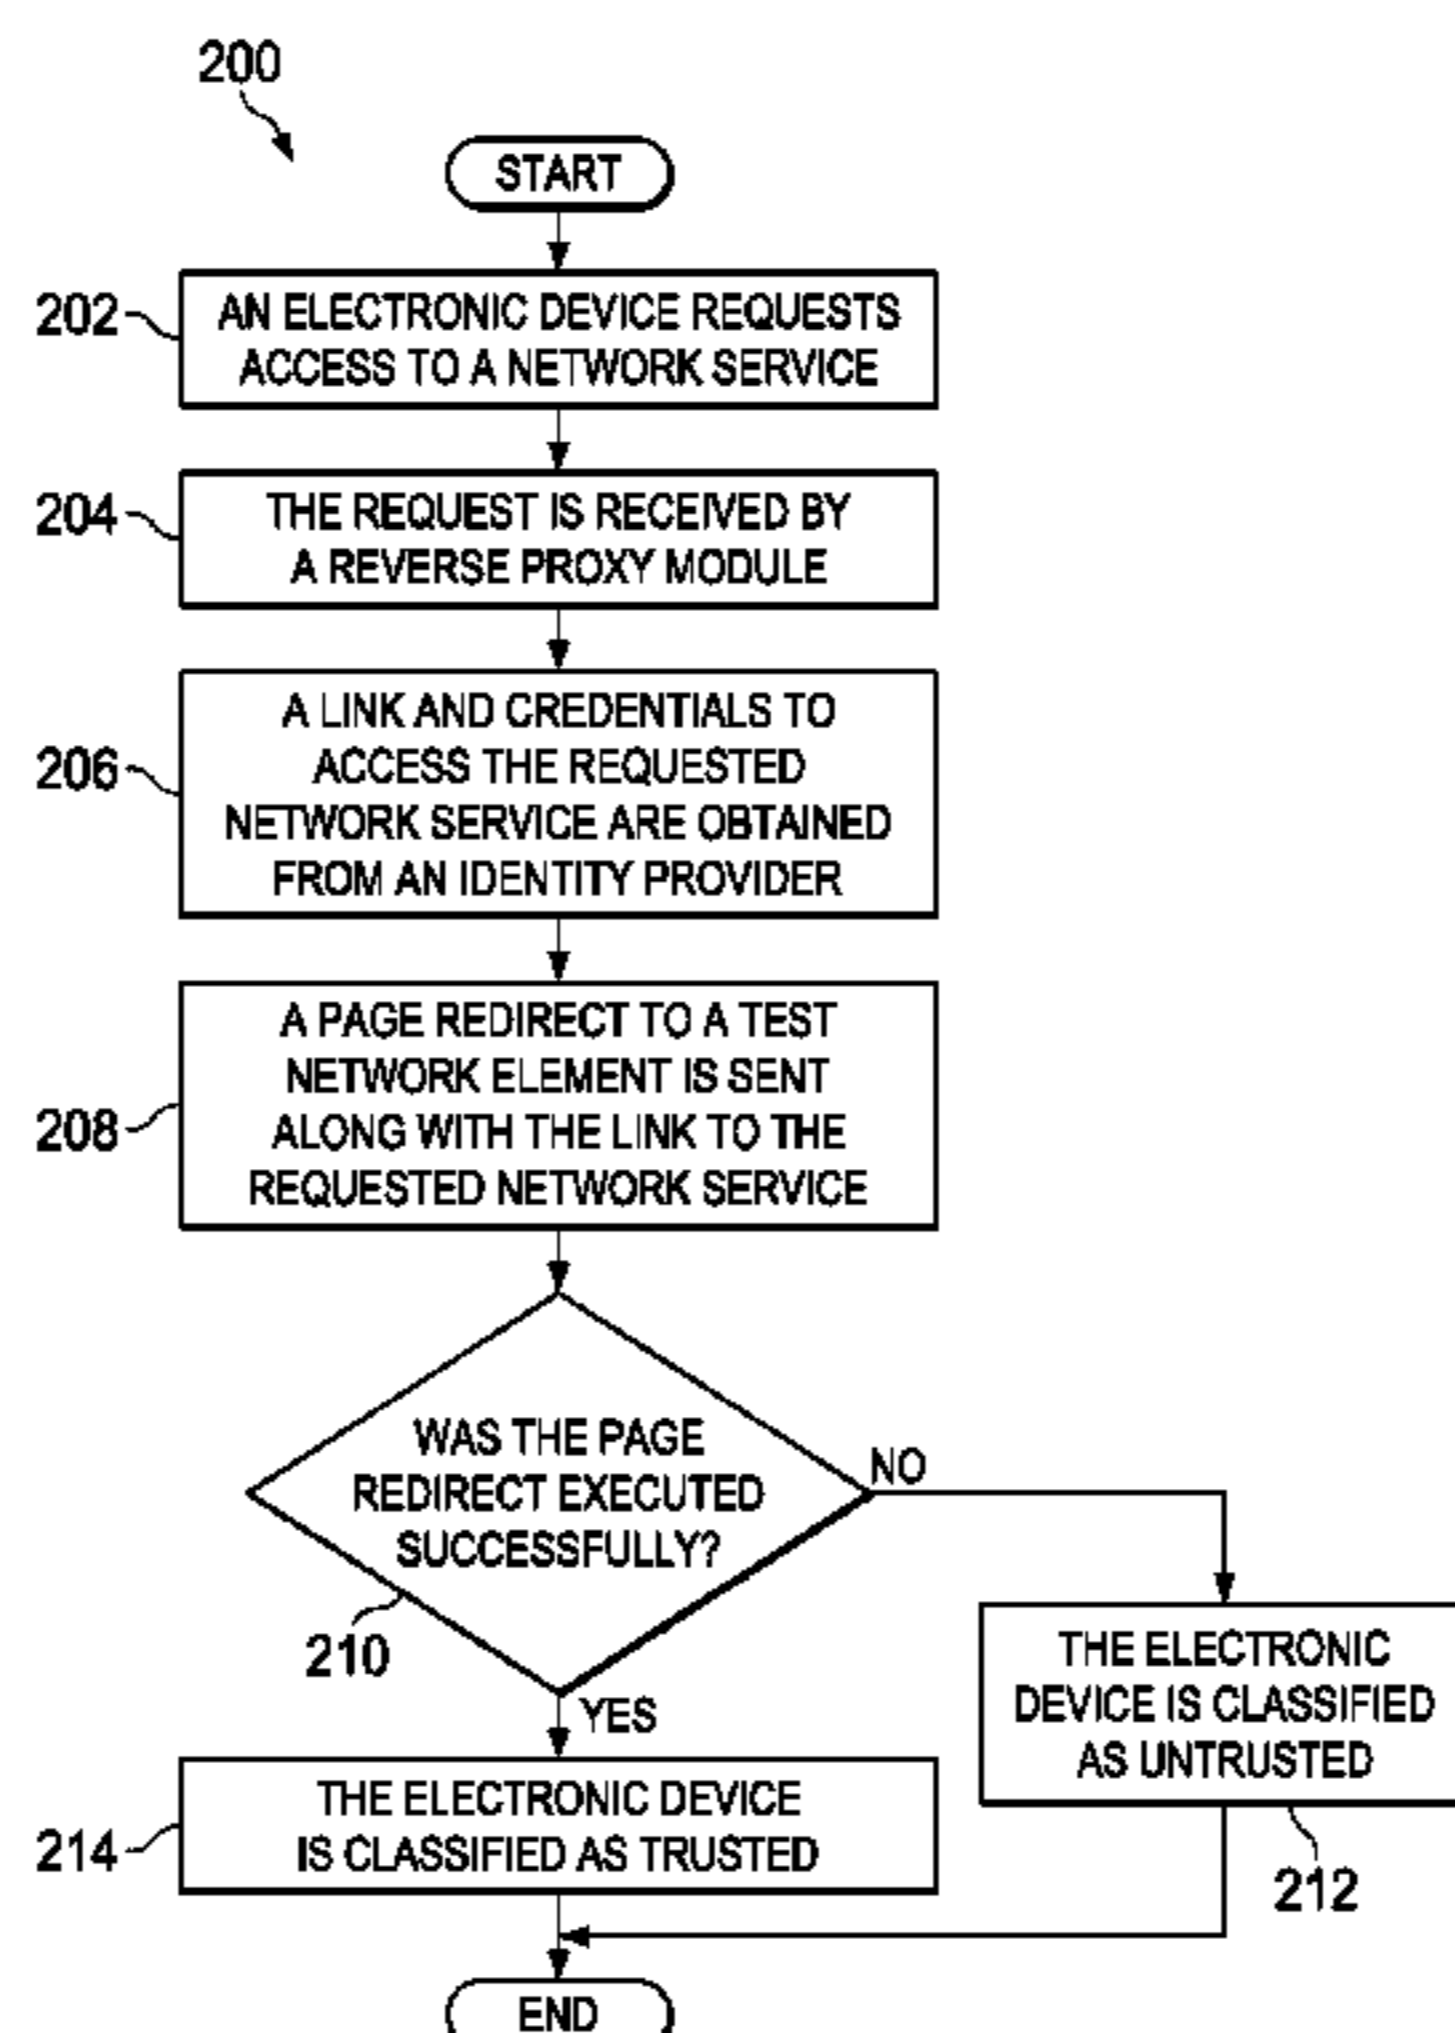 200
START
202
AN ELECTRONIC DEVICE REQUESTS
ACCESS TO A NETWORK SERVICE
204
THE REQUEST IS RECEIVED BY
A REVERSE PROXY MODULE
206
A LINK AND CREDENTIALS TO
ACCESS THE REQUESTED
NETWORK SERVICE ARE OBTAINED
FROM AN IDENTITY PROVIDER
208
A PAGE REDIRECT TO A TEST
NETWORK ELEMENT IS SENT
ALONG WITH THE LINK TO THE
REQUESTED NETWORK SERVICE
WAS THE PAGE
REDIRECT EXECUTED
SUCCESSFULLY?
210
NO
YES
THE ELECTRONIC
DEVICE IS CLASSIFIED
AS UNTRUSTED
212
214
THE ELECTRONIC DEVICE
IS CLASSIFIED AS TRUSTED
END